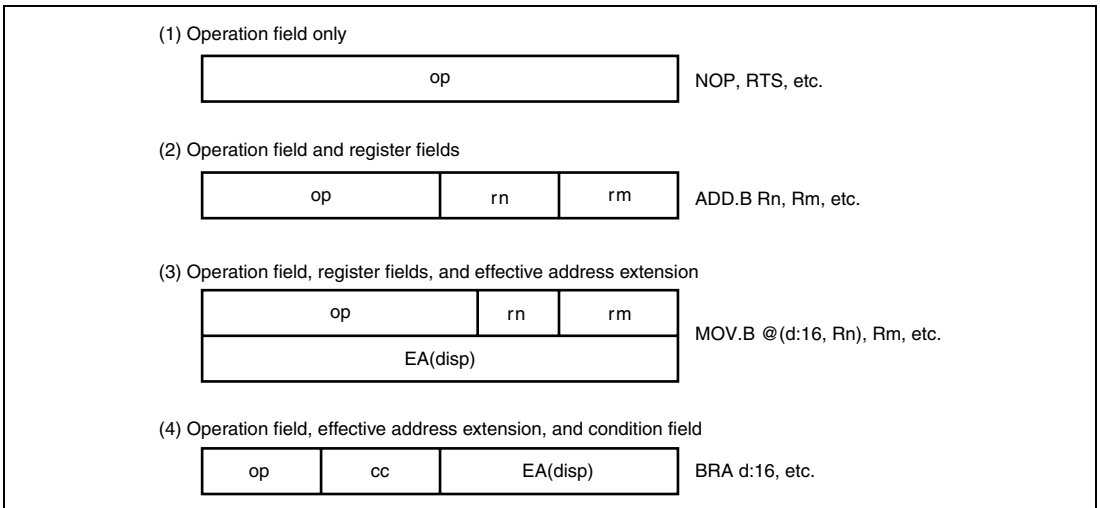 (1) Operation field only
op
NOP, RTS, etc.
(2) Operation field and register fields
op rn rm
ADD.B Rn, Rm, etc.
(3) Operation field, register fields, and effective address extension
op rn rm
MOV.B @(d:16, Rn), Rm, etc.
EA(disp)
(4) Operation field, effective address extension, and condition field
op cc EA(disp)
BRA d:16, etc.